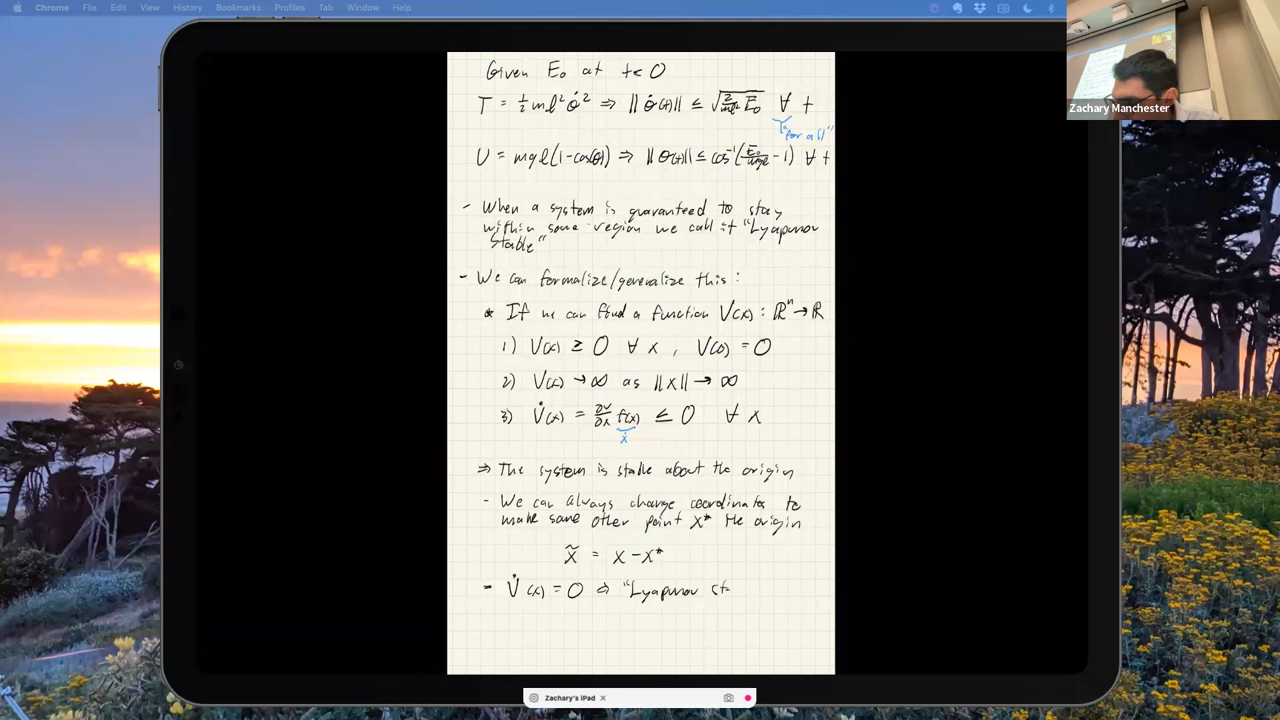 Chrome File Edit View History Bookmarks Profiles Tab Window Help
Zachary Manchester
Given E₀ at t=0
T = ½ml²θ̇² ⇒ ||θ̇(t)|| ≤ √(2/ml² E₀) ∀ t
"for all"
U = mgl(1-cos(θ)) ⇒ ||θ(t)|| ≤ cos⁻¹(E₀/mgl - 1) ∀ t
- When a system is guaranteed to stay
within some region we call it "Lyapunov
Stable"
- We can formalize/generalize this:
* If we can find a function V(x): ℝⁿ→ℝ
1) V(x) ≥ 0 ∀ x, V(0) = 0
2) V(x) → ∞ as ||x|| → ∞
3) V̇(x) = ∂V/∂x f(x) ≤ 0 ∀ x
ẋ
⇒ The system is stable about the origin
- We can always change coordinates to
make some other point x* the origin
x̃ = x - x*
- V̇(x) = 0 ⇒ "Lyapunov st
Zachary's iPad